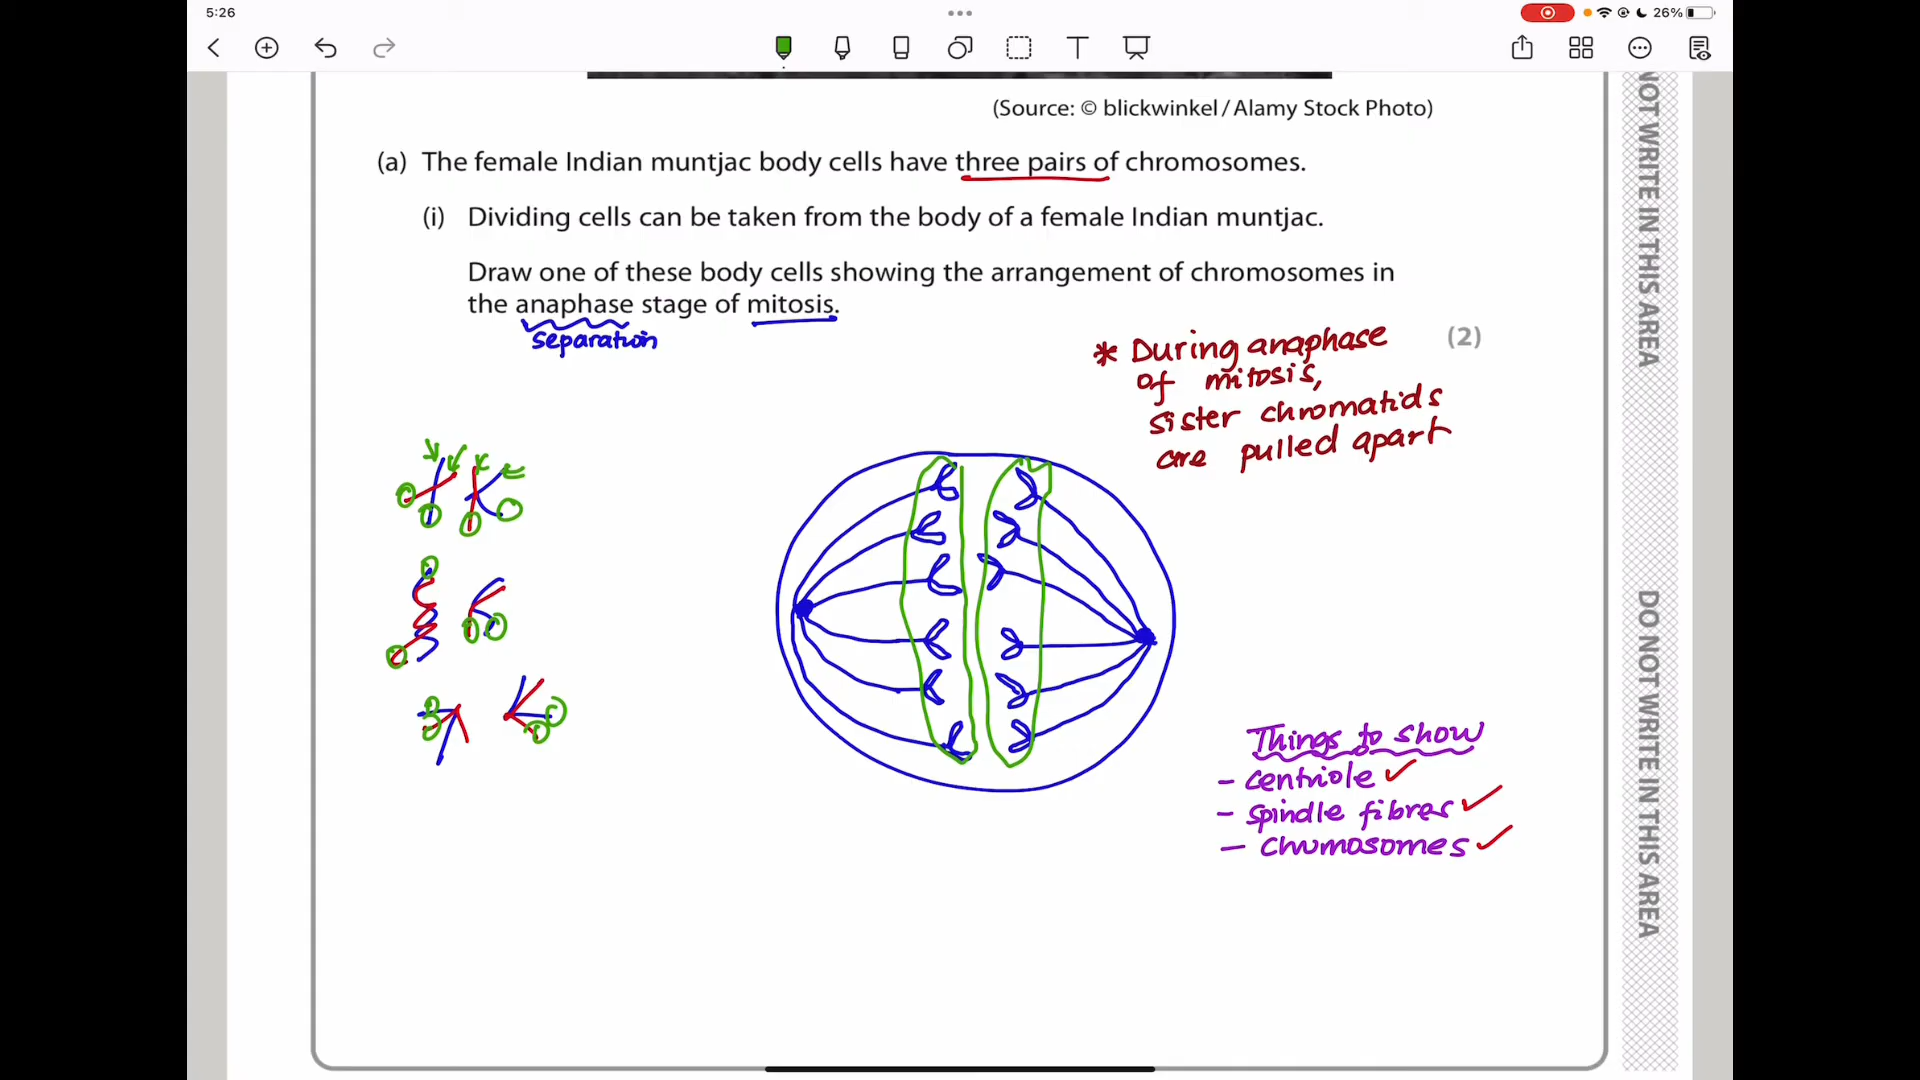 5:26
26%
(Source: © blickwinkel / Alamy Stock Photo)
(a) The female Indian muntjac body cells have three pairs of chromosomes.
(i) Dividing cells can be taken from the body of a female Indian muntjac.
Draw one of these body cells showing the arrangement of chromosomes in
the anaphase stage of mitosis.
separation
(2)
* During anaphase
of mitosis,
sister chromatids
are pulled apart
Things to show
- centriole ✓
- spindle fibres ✓
- chromosomes ✓
NOT WRITE IN THIS AREA
DO NOT WRITE IN THIS AREA